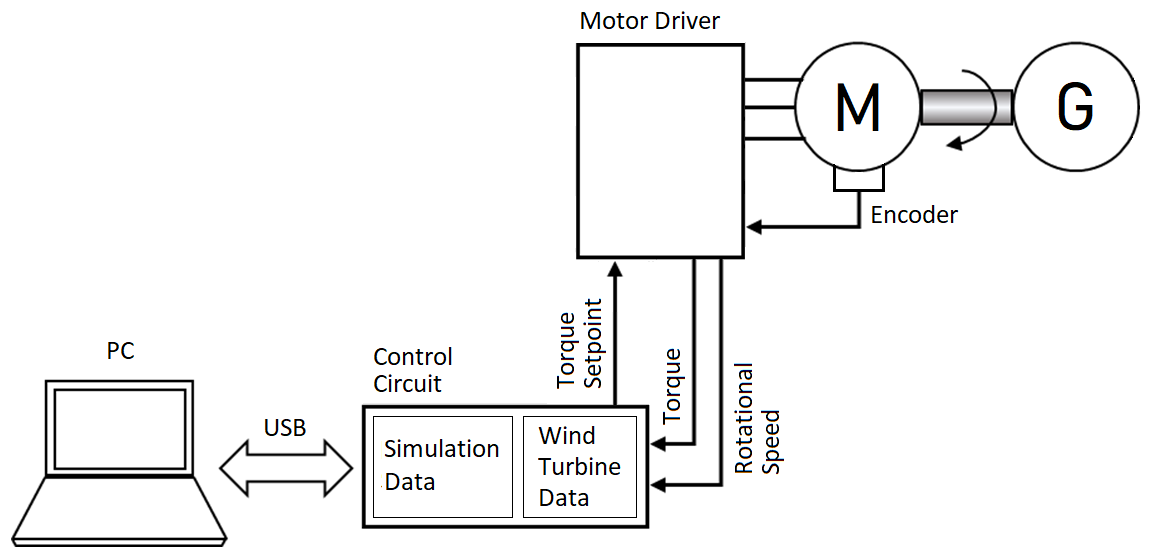 Motor Driver
M
G
Encoder
Torque
Setpoint
Torque
Rotational
Speed
PC
Control
Circuit
USB
Simulation
Data
Wind
Turbine
Data